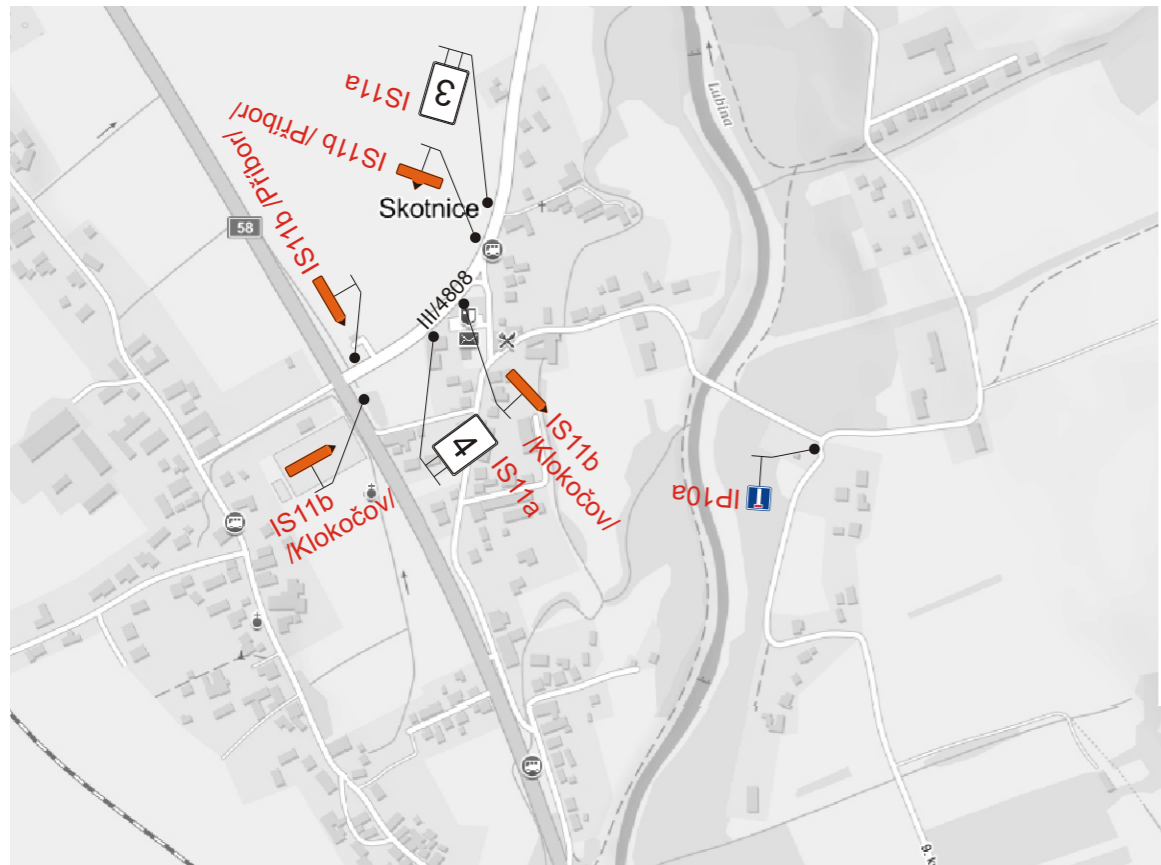 3
IS11a
IS11b /Příbor/
Skotnice
58
IS11b /Příbor/
III/4808
Lubina
IS11b
/Klokočov/
4
IS11a
IS11b
/Klokočov/
IP10a